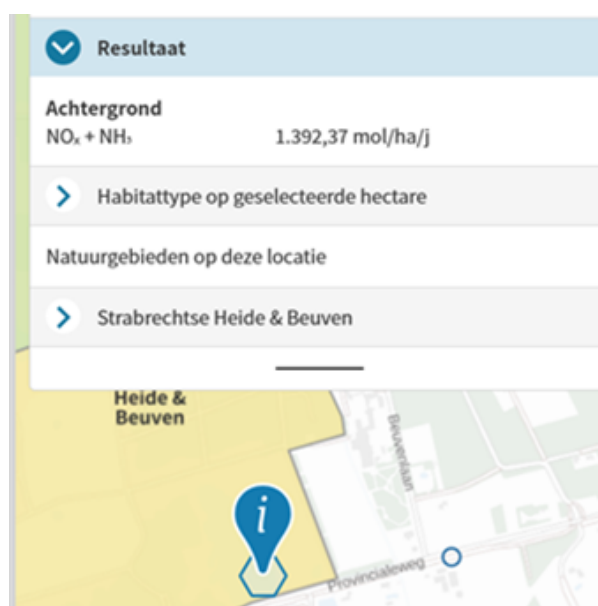 Resultaat
Achtergrond
NOₓ + NH₃ 1.392,37 mol/ha/j
Habitattype op geselecteerde hectare
Natuurgebieden op deze locatie
Strabrechtse Heide & Beuven
Heide &
Beuven
Beuvenlaan
i
Provincialeweg